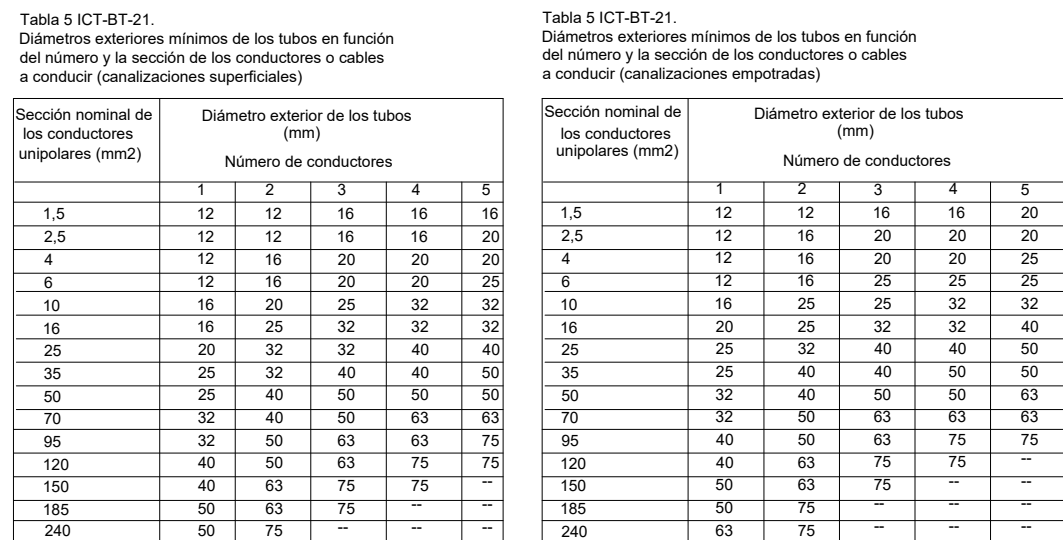 Tabla 5 ICT-BT-21.
Diámetros exteriores mínimos de los tubos en función
del número y la sección de los conductores o cables
a conducir (canalizaciones superficiales)
Sección nominal de
los conductores
unipolares (mm2)
Diámetro exterior de los tubos
(mm)
Número de conductores
1 2 3 4 5
1,5 12 12 16 16 16
2,5 12 12 16 16 20
4 12 16 20 20 20
6 12 16 20 20 25
10 16 20 25 32 32
16 16 25 32 32 32
25 20 32 32 40 40
35 25 32 40 40 50
50 25 40 50 50 50
70 32 40 50 63 63
95 32 50 63 63 75
120 40 50 63 75 75
150 40 63 75 75 --
185 50 63 75 -- --
240 50 75 -- -- --
Tabla 5 ICT-BT-21.
Diámetros exteriores mínimos de los tubos en función
del número y la sección de los conductores o cables
a conducir (canalizaciones empotradas)
Sección nominal de
los conductores
unipolares (mm2)
Diámetro exterior de los tubos
(mm)
Número de conductores
1 2 3 4 5
1,5 12 12 16 16 20
2,5 12 16 20 20 20
4 12 16 20 20 25
6 12 16 25 25 25
10 16 25 25 32 32
16 20 25 32 32 40
25 25 32 40 40 50
35 25 40 40 50 50
50 32 40 50 50 63
70 32 50 63 63 63
95 40 50 63 75 75
120 40 63 75 75 --
150 50 63 75 -- --
185 50 75 -- -- --
240 63 75 -- -- --